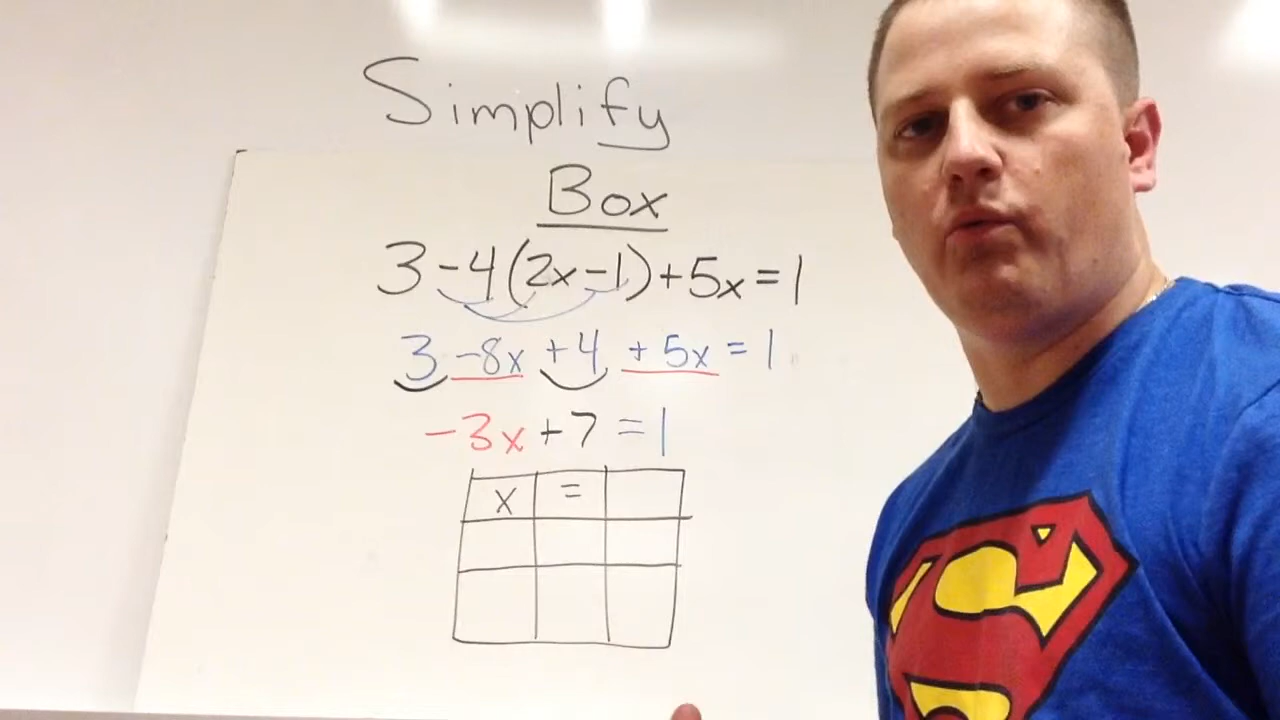 Simplify
Box
3-4(2x-1)+5x=1
3-8x+4+5x=1
-3x+7=1
x =